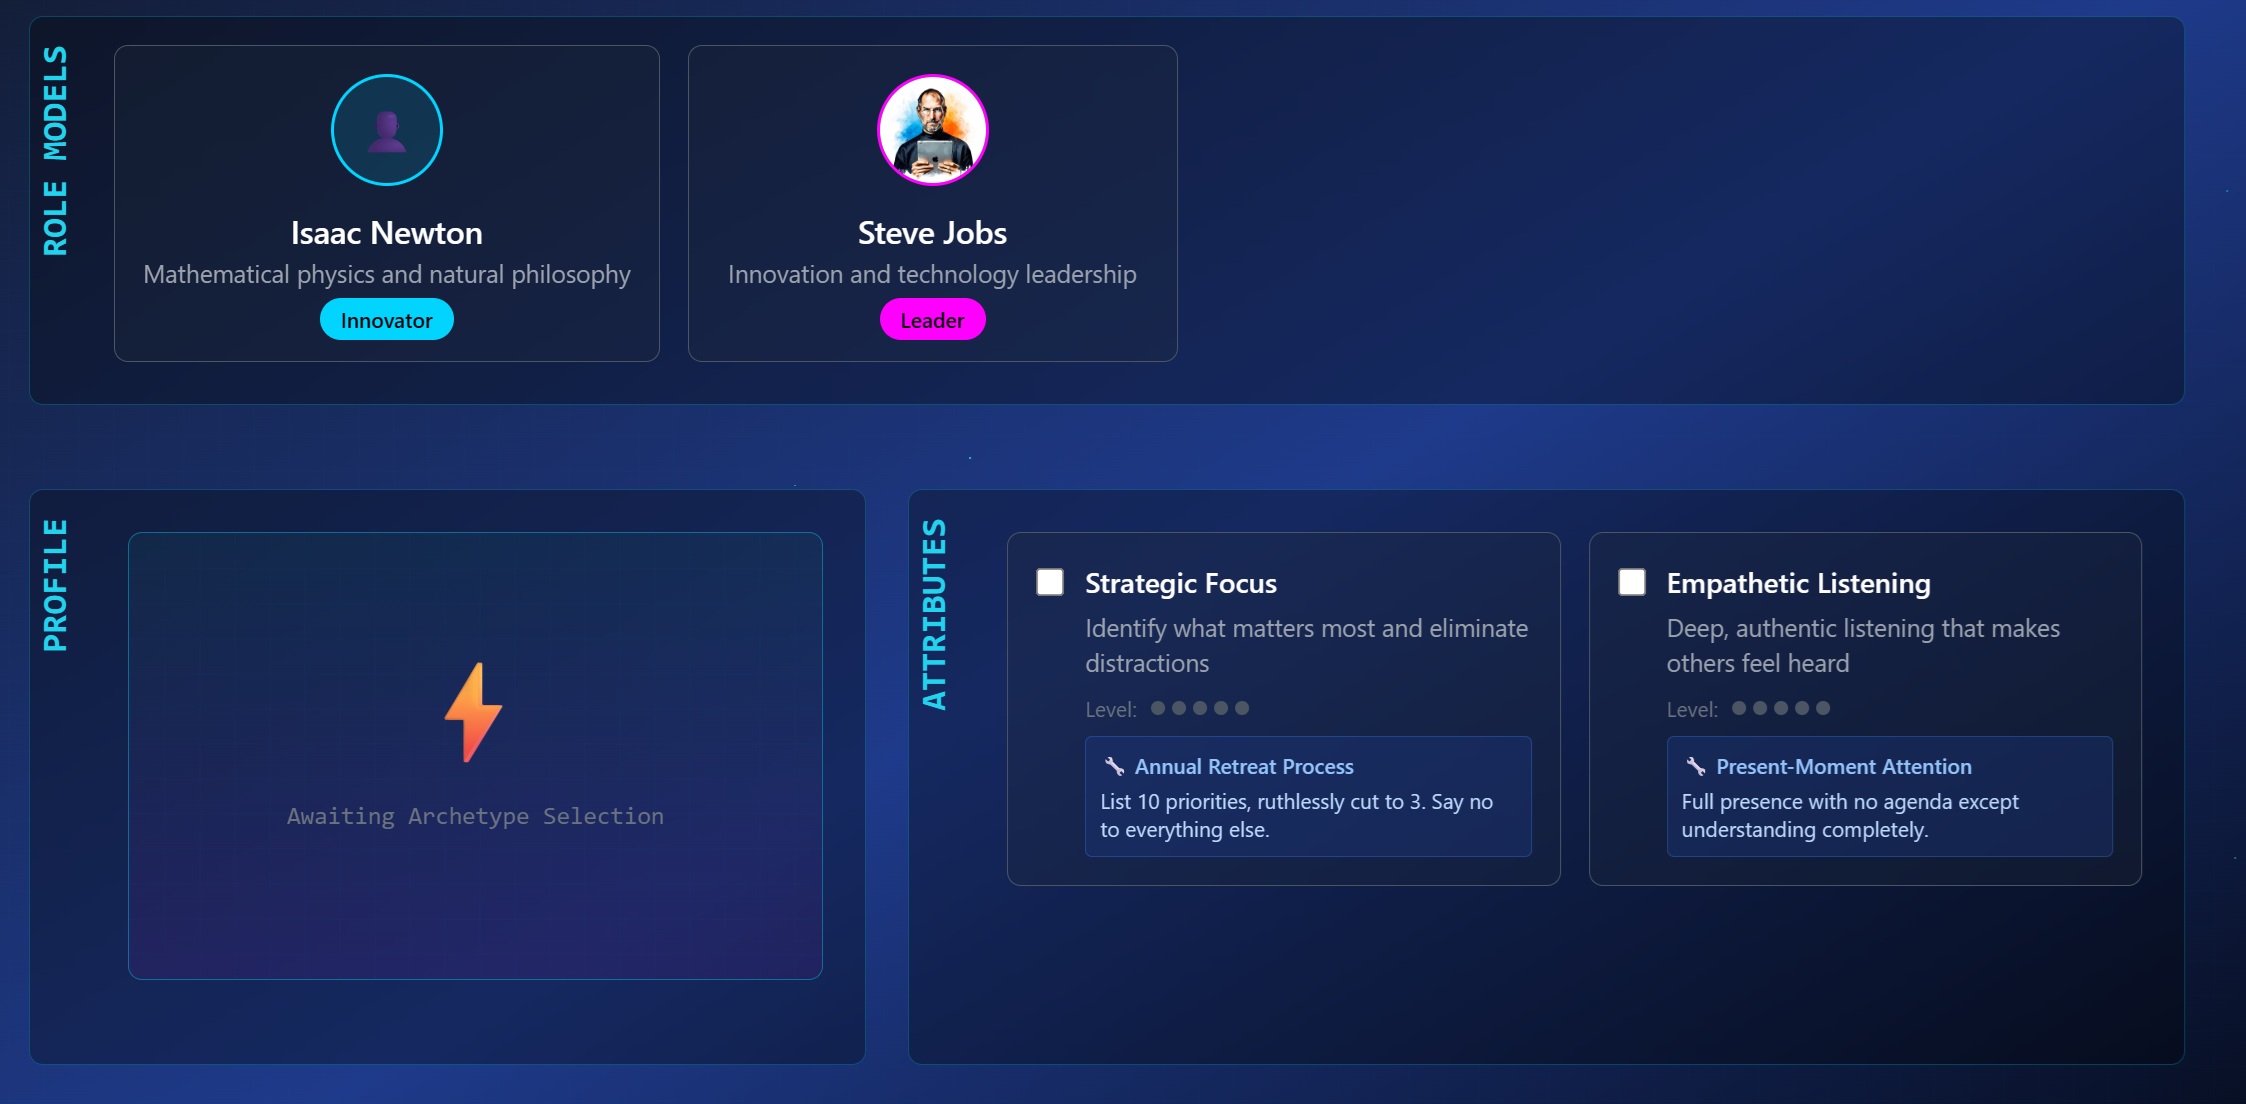 ROLE MODELS
Isaac Newton
Mathematical physics and natural philosophy
Innovator
Steve Jobs
Innovation and technology leadership
Leader
PROFILE
Awaiting Archetype Selection
ATTRIBUTES
Strategic Focus
Identify what matters most and eliminate
distractions
Level:
Annual Retreat Process
List 10 priorities, ruthlessly cut to 3. Say no
to everything else.
Empathetic Listening
Deep, authentic listening that makes
others feel heard
Level:
Present-Moment Attention
Full presence with no agenda except
understanding completely.